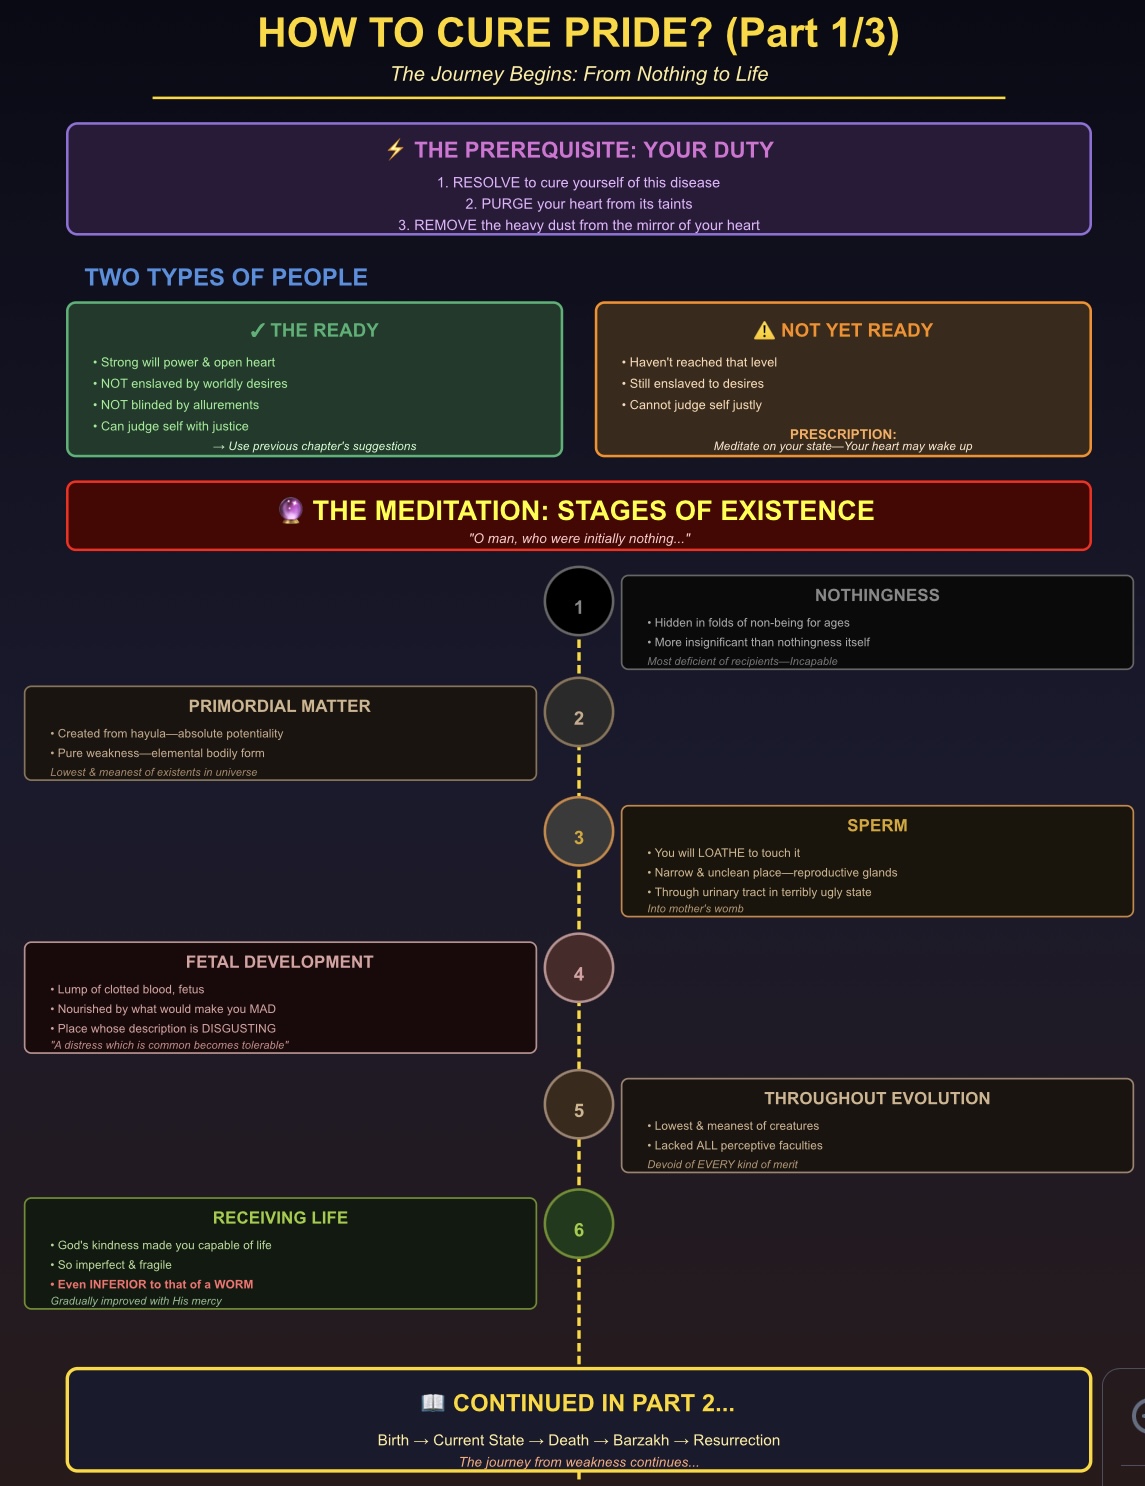 HOW TO CURE PRIDE? (Part 1/3)
The Journey Begins: From Nothing to Life
⚡ THE PREREQUISITE: YOUR DUTY
1. RESOLVE to cure yourself of this disease
2. PURGE your heart from its taints
3. REMOVE the heavy dust from the mirror of your heart
TWO TYPES OF PEOPLE
✓ THE READY
• Strong will power & open heart
• NOT enslaved by worldly desires
• NOT blinded by allurements
• Can judge self with justice
→ Use previous chapter's suggestions
⚠️ NOT YET READY
• Haven't reached that level
• Still enslaved to desires
• Cannot judge self justly
PRESCRIPTION:
Meditate on your state—Your heart may wake up
🔮 THE MEDITATION: STAGES OF EXISTENCE
"O man, who were initially nothing..."
1
NOTHINGNESS
• Hidden in folds of non-being for ages
• More insignificant than nothingness itself
Most deficient of recipients—Incapable
2
PRIMORDIAL MATTER
• Created from hayula—absolute potentiality
• Pure weakness—elemental bodily form
Lowest & meanest of existents in universe
3
SPERM
• You will LOATHE to touch it
• Narrow & unclean place—reproductive glands
• Through urinary tract in terribly ugly state
Into mother's womb
4
FETAL DEVELOPMENT
• Lump of clotted blood, fetus
• Nourished by what would make you MAD
• Place whose description is DISGUSTING
"A distress which is common becomes tolerable"
5
THROUGHOUT EVOLUTION
• Lowest & meanest of creatures
• Lacked ALL perceptive faculties
Devoid of EVERY kind of merit
6
RECEIVING LIFE
• God's kindness made you capable of life
• So imperfect & fragile
• Even INFERIOR to that of a WORM
Gradually improved with His mercy
📖 CONTINUED IN PART 2...
Birth → Current State → Death → Barzakh → Resurrection
The journey from weakness continues...